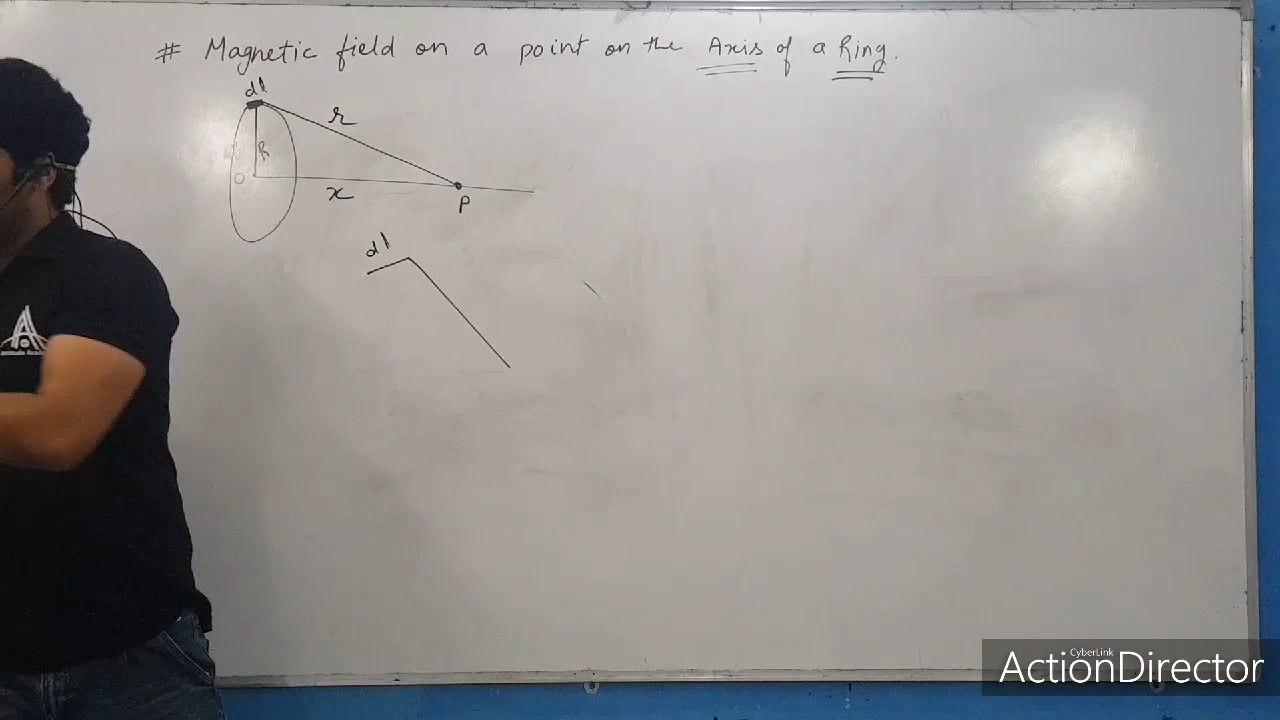 # Magnetic field on a point on the Axis of a Ring.
dl
r
R
O
x
P
dl
CyberLink
ActionDirector